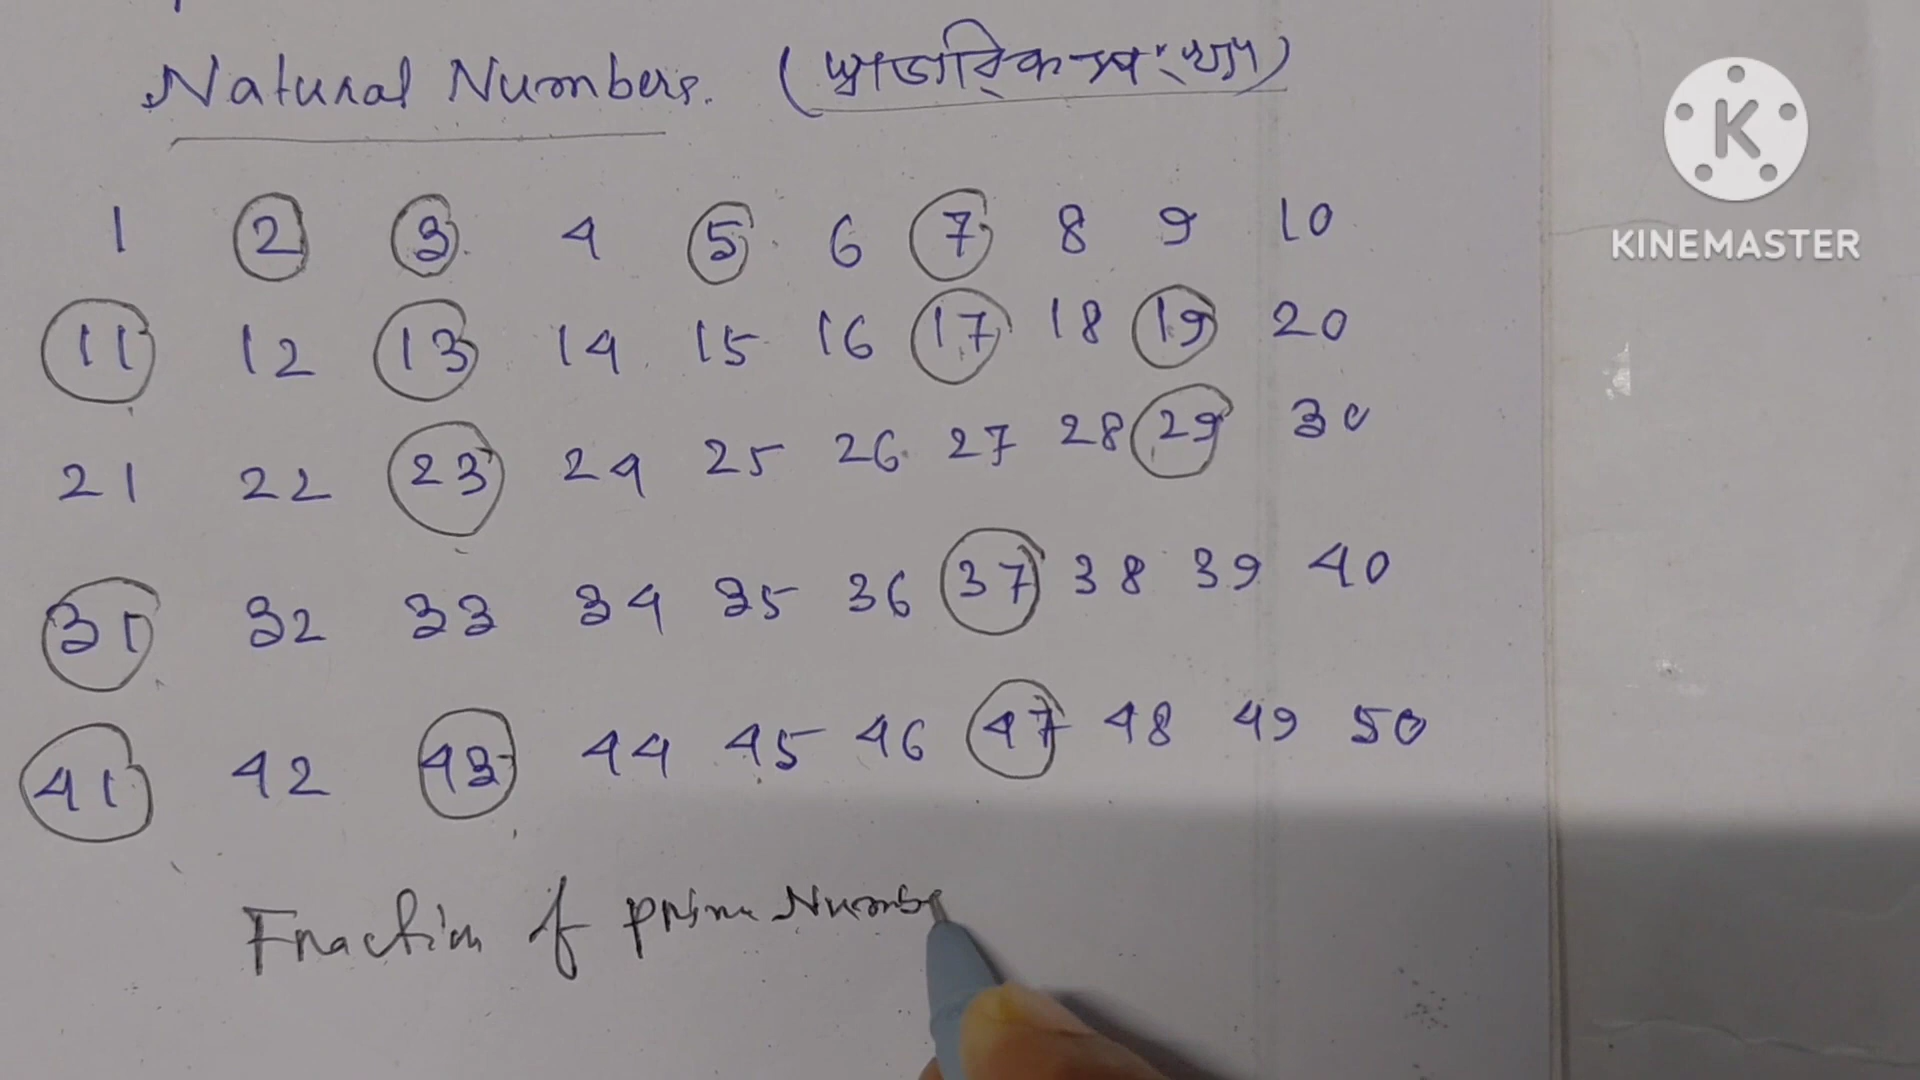 Natural Numbers. (স্বাভাবিক সংখ্যা)
1 2 3 4 5 6 7 8 9 10
11 12 13 14 15 16 17 18 19 20
21 22 23 24 25 26 27 28 29 30
31 32 33 34 35 36 37 38 39 40
41 42 43 44 45 46 47 48 49 50
Fraction of prime Numbe
K
KINEMASTER